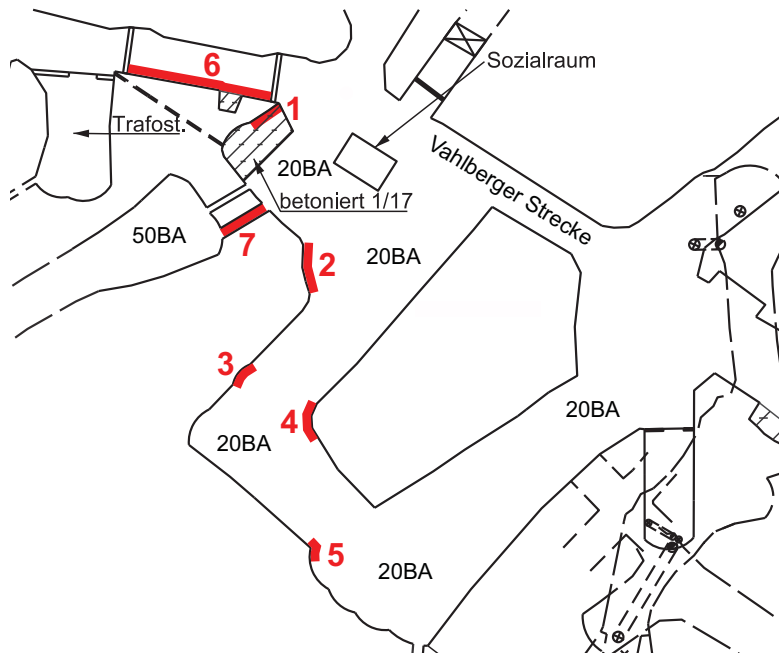 6
Sozialraum
1
Trafost.
20BA
Vahlberger Strecke
betoniert 1/17
50BA
7
2
20BA
3
4
20BA
20BA
5
20BA